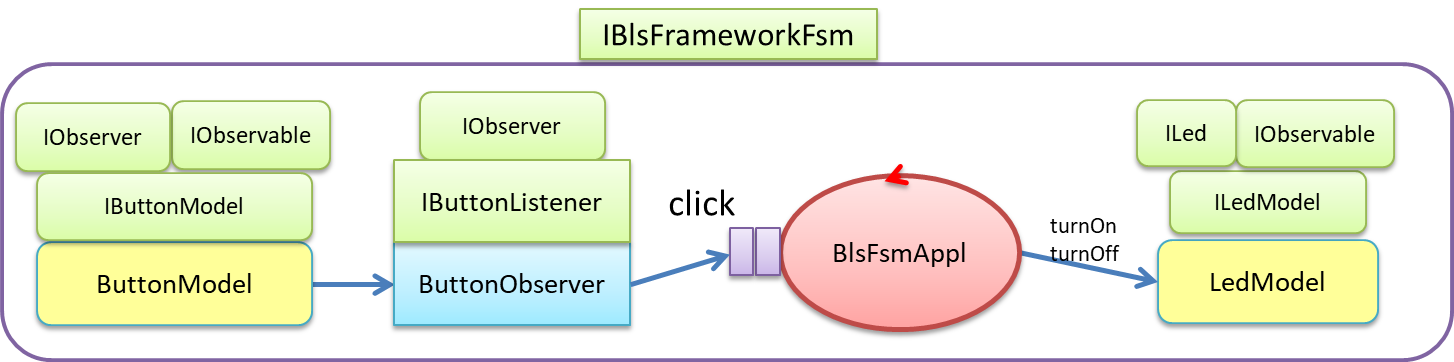 IBlsFrameworkFsm
IObserver
IObservable
IButtonModel
ButtonModel
IObserver
IButtonListener
ButtonObserver
click
BlsFsmAppl
turnOn
turnOff
ILed
IObservable
ILedModel
LedModel